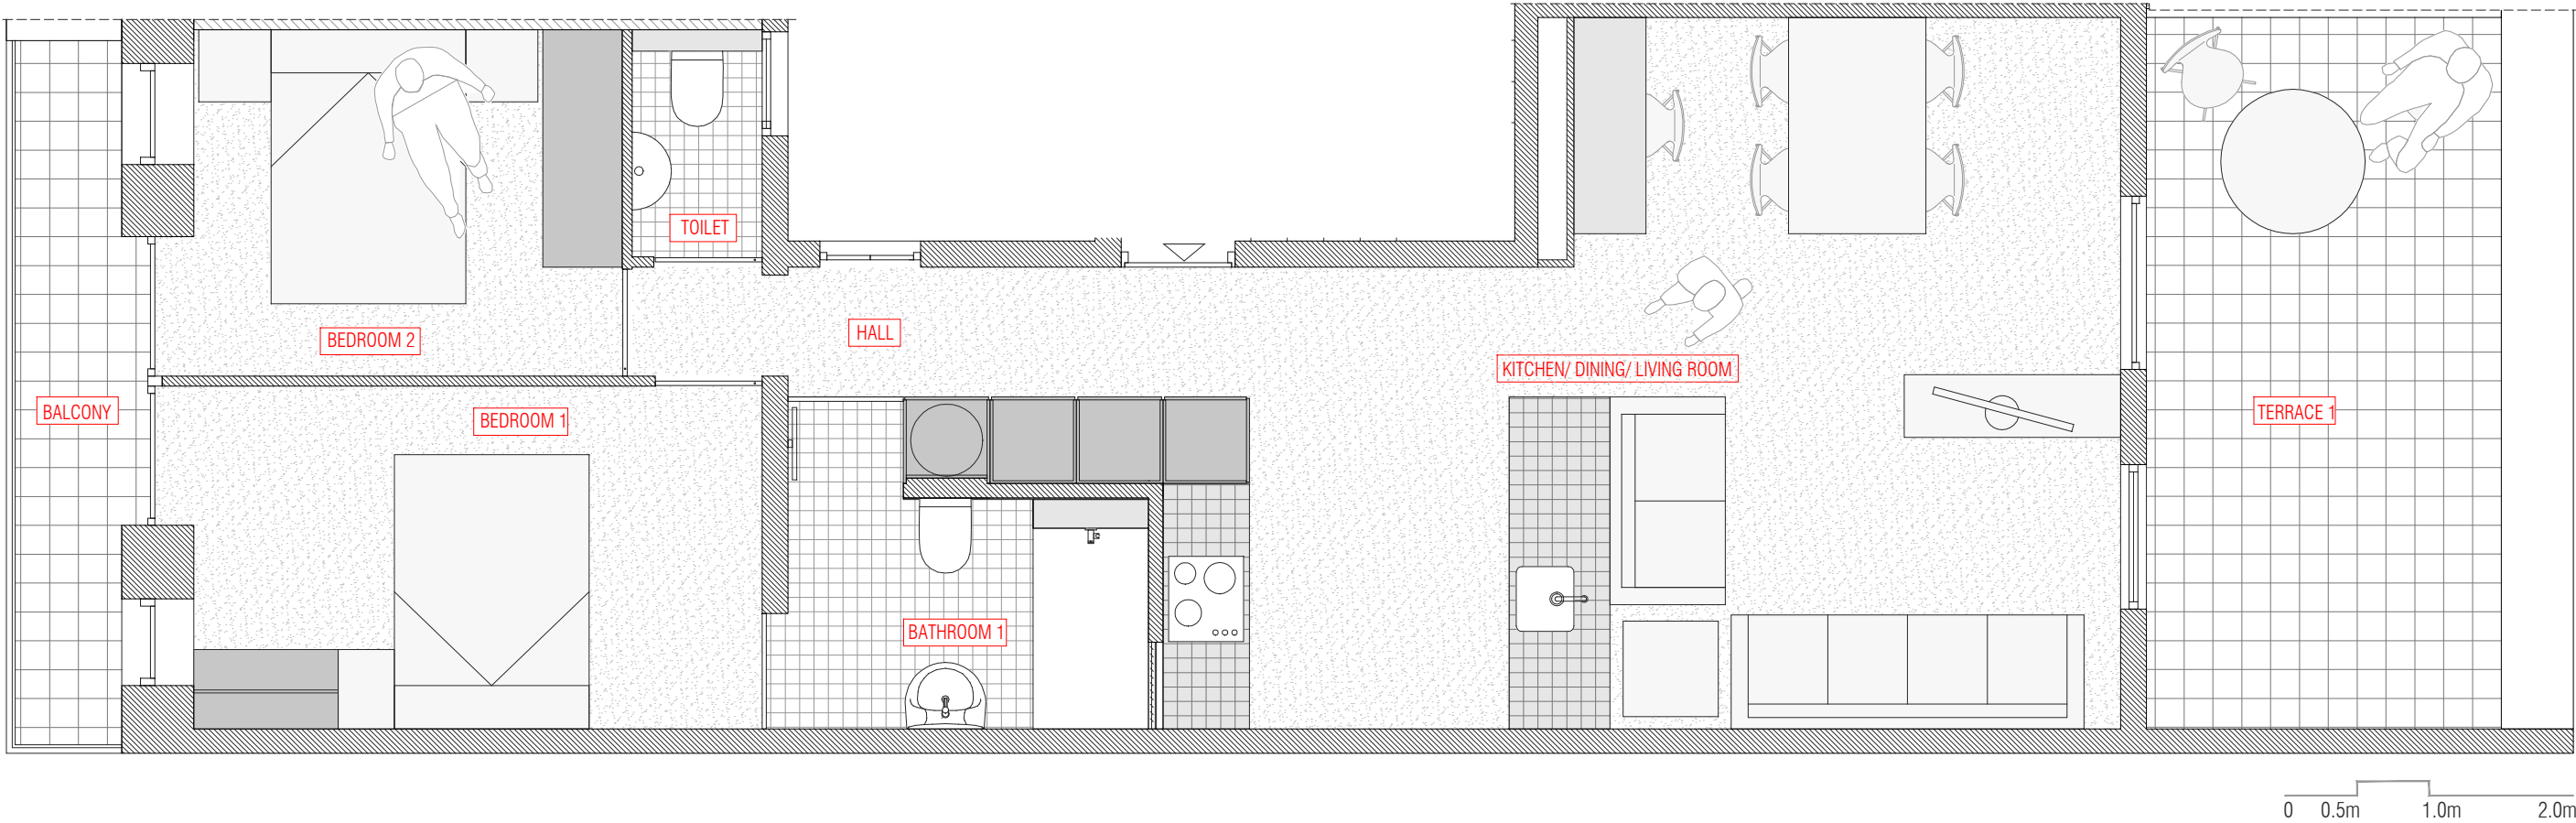 TOILET
HALL
BEDROOM 2
KITCHEN/ DINING/ LIVING ROOM
BALCONY
BEDROOM 1
TERRACE 1
BATHROOM 1
0 0.5m 1.0m 2.0m